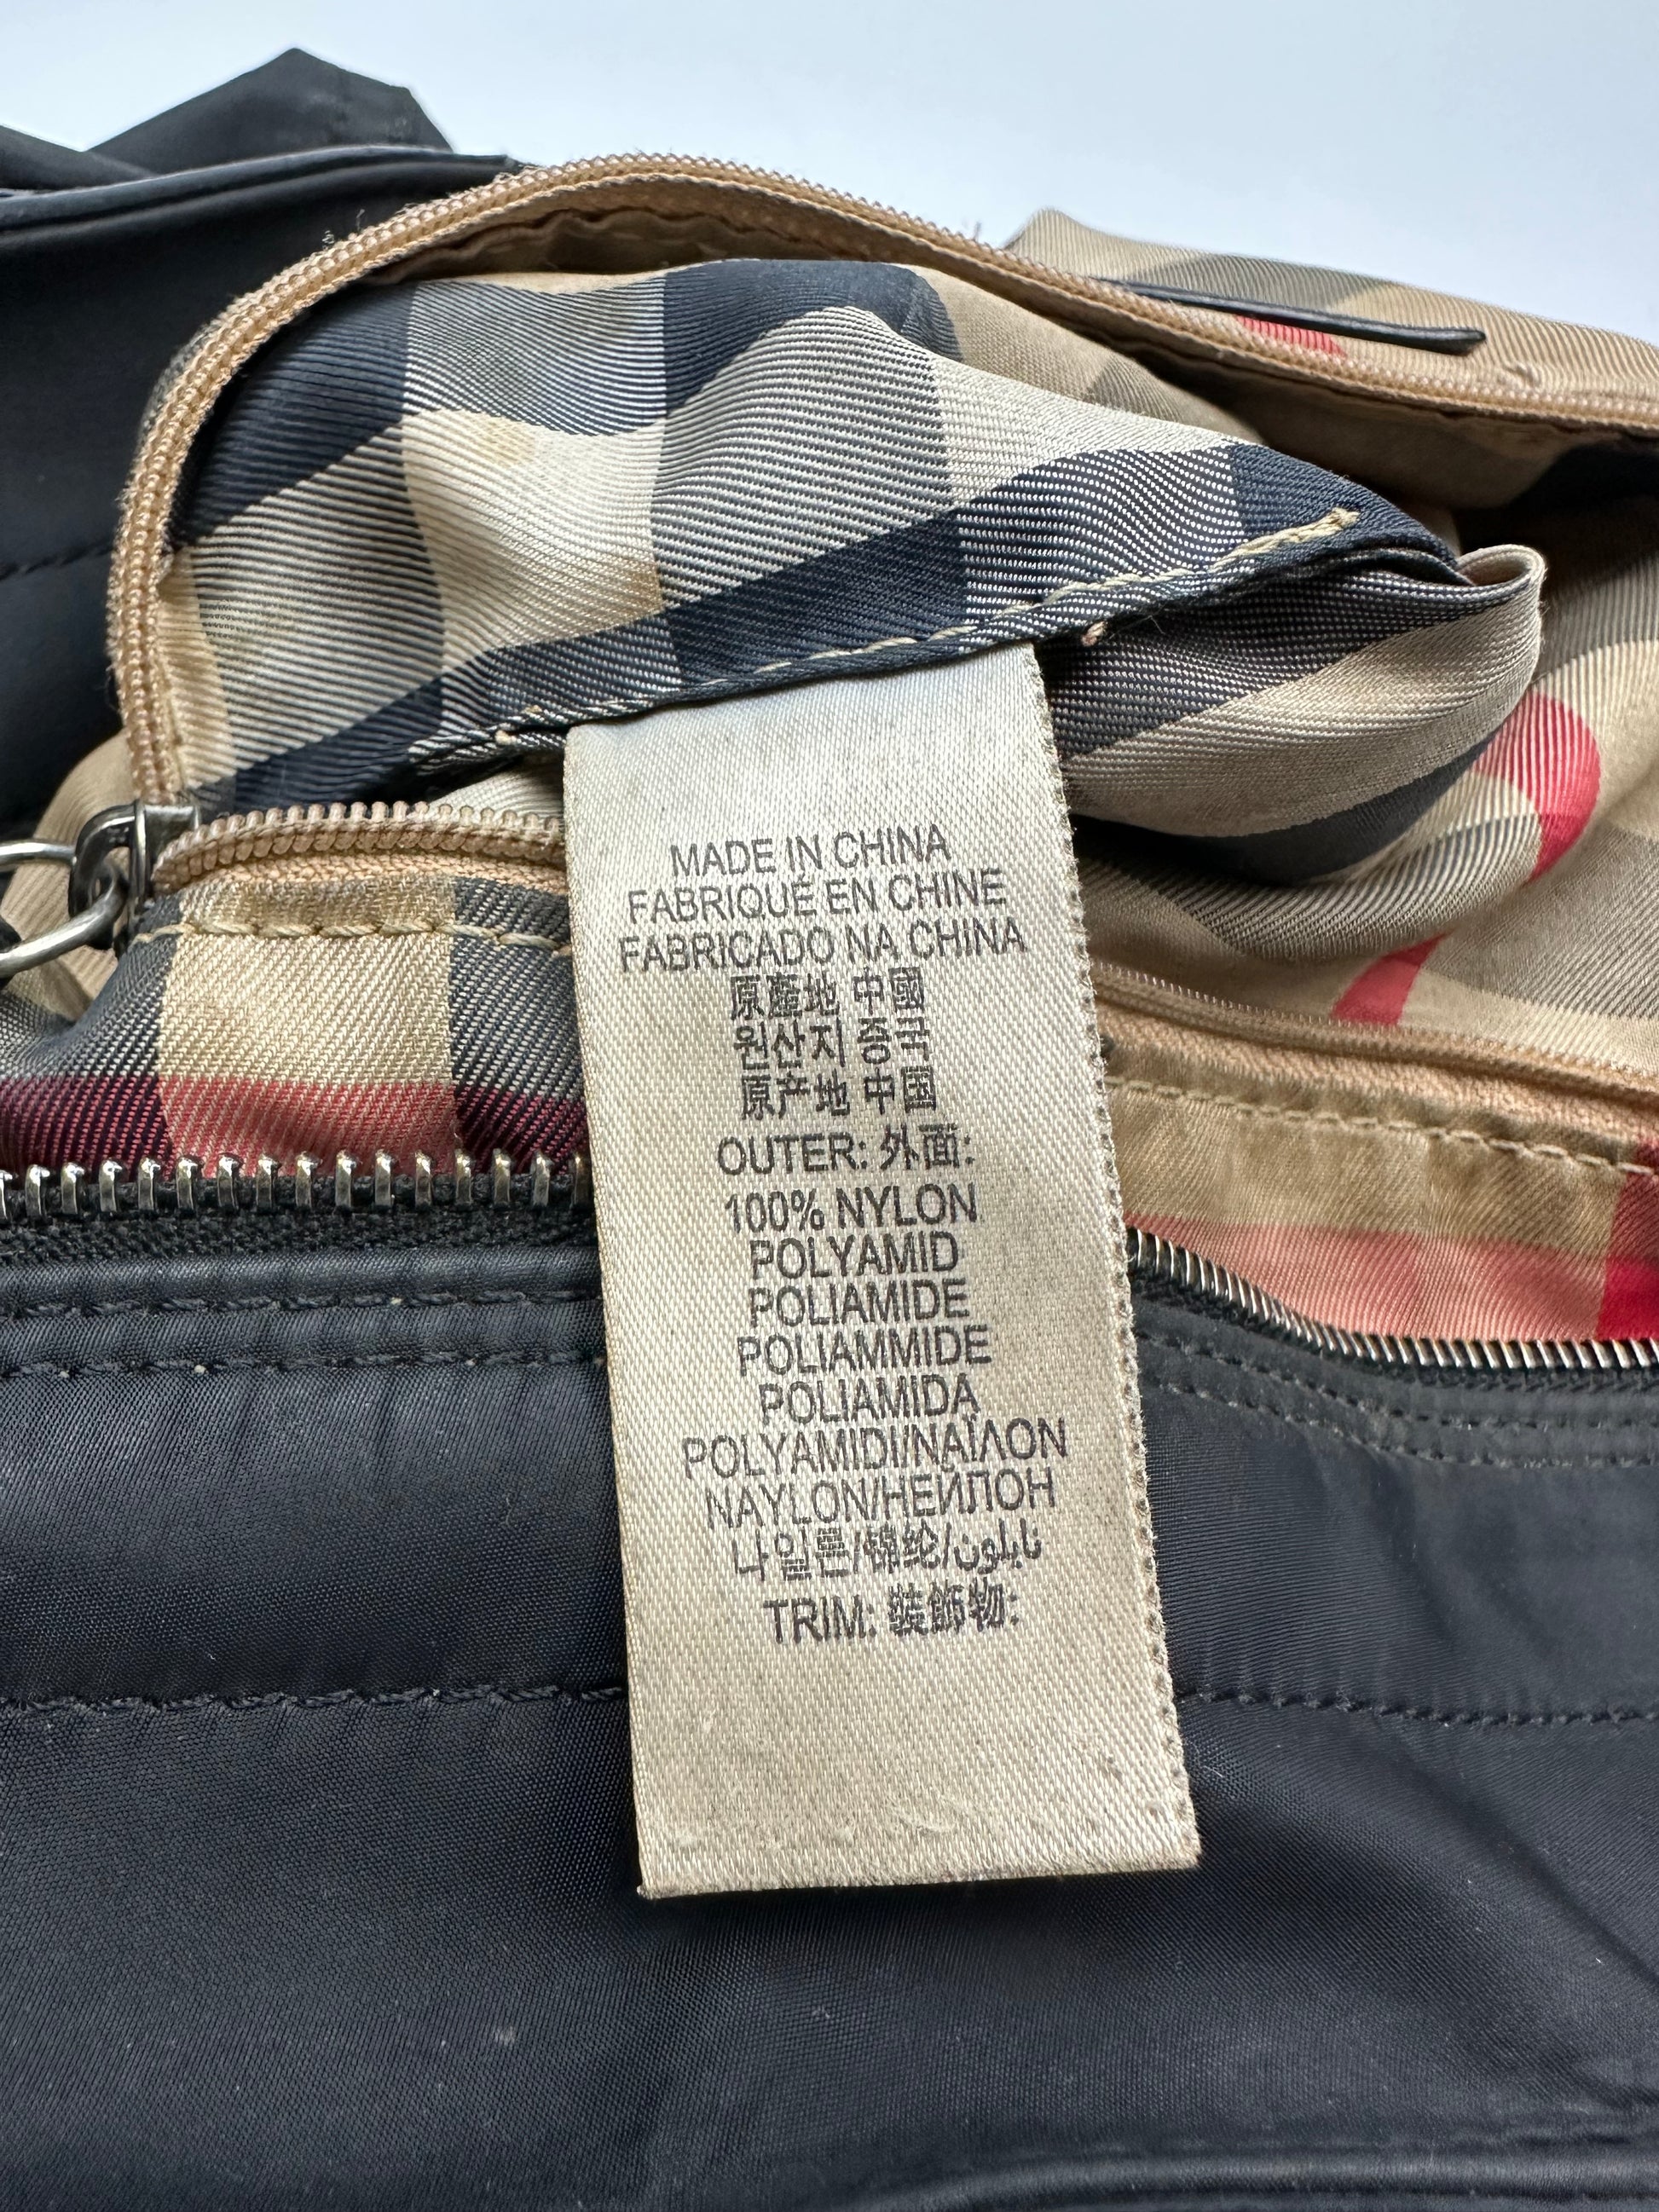 MADE IN CHINA
FABRIQUÉ EN CHINE
FABRICADO NA CHINA
原產地 中國
원산지 중국
原产地 中国
OUTER: 外面:
100% NYLON
POLYAMID
POLIAMIDE
POLIAMMIDE
POLIAMIDA
POLYAMIDI/ΝΑΪΛΟΝ
NAYLON/НЕЙЛОН
나일론/锦纶/نايلون
TRIM: 裝飾物: